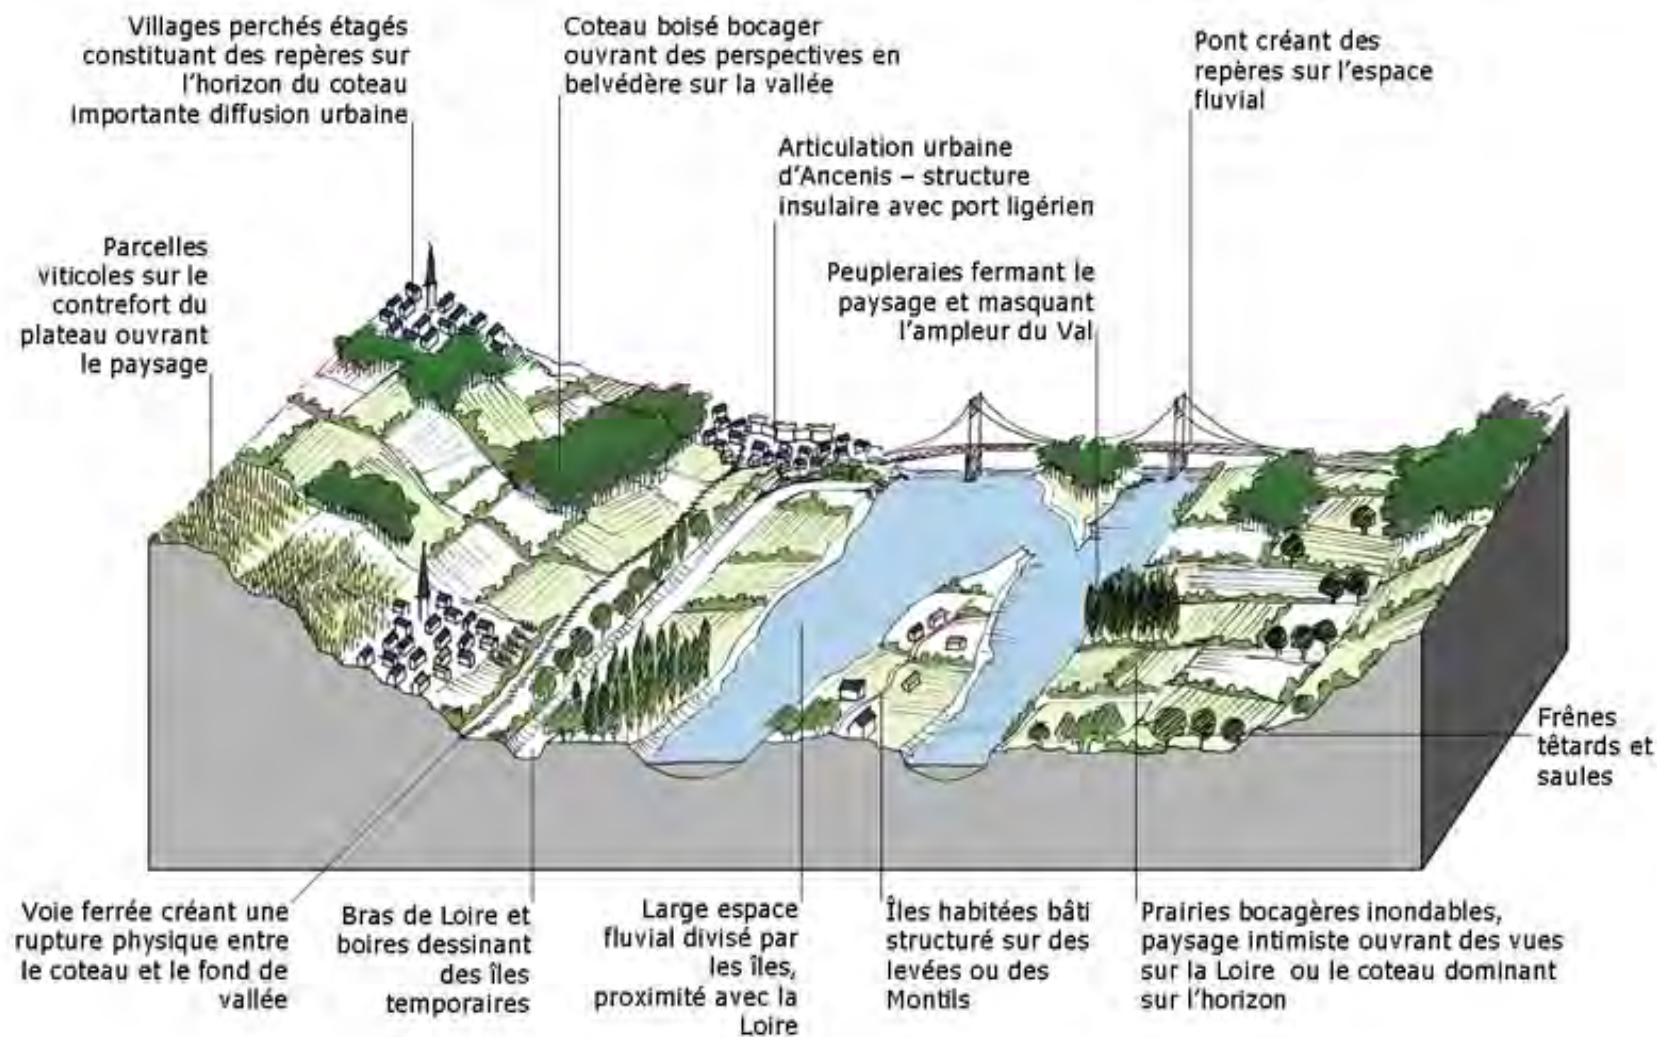 Villages perchés étagés
constituant des repères sur
l'horizon du coteau
Importante diffusion urbaine
Coteau boisé bocager
ouvrant des perspectives en
belvédère sur la vallée
Pont créant des
repères sur l'espace
fluvial
Articulation urbaine
d'Ancenis – structure
insulaire avec port ligérien
Parcelles
viticoles sur le
contrefort du
plateau ouvrant
le paysage
Peupleraies fermant le
paysage et masquant
l'ampleur du Val
Frênes
têtards et
saules
Voie ferrée créant une
rupture physique entre
le coteau et le fond de
vallée
Bras de Loire et
boires dessinant
des îles
temporaires
Large espace
fluvial divisé par
les îles,
proximité avec la
Loire
Îles habitées bâti
structuré sur des
levées ou des
Montils
Prairies bocagères inondables,
paysage intimiste ouvrant des vues
sur la Loire ou le coteau dominant
sur l'horizon